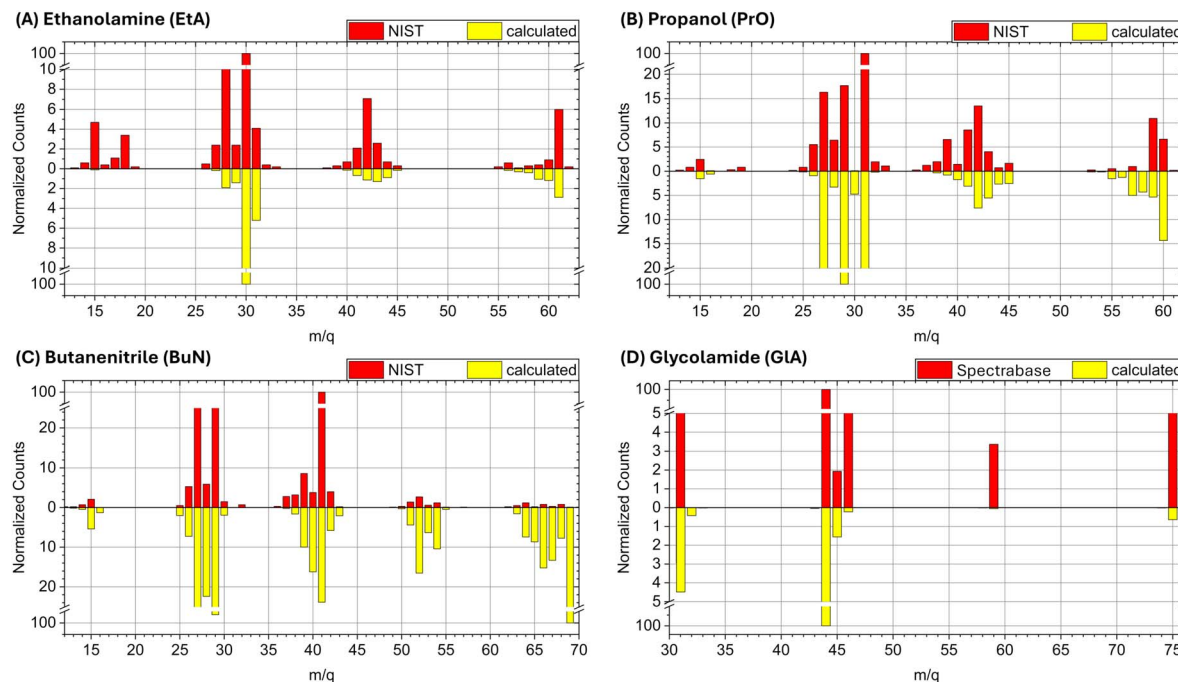 (A) Ethanolamine (EtA)
NIST calculated
Normalized Counts
100
10
8
6
4
2
0
2
4
6
8
10
100
15 20 25 30 35 40 45 50 55 60
m/q
(B) Propanol (PrO)
NIST calculated
Normalized Counts
100
20
15
10
5
0
5
10
15
20
100
15 20 25 30 35 40 45 50 55 60
m/q
(C) Butanenitrile (BuN)
NIST calculated
Normalized Counts
100
20
10
0
10
20
100
15 20 25 30 35 40 45 50 55 60 65 70
m/q
(D) Glycolamide (GlA)
Spectrabase calculated
Normalized Counts
100
5
4
3
2
1
0
1
2
3
4
5
100
30 35 40 45 50 55 60 65 70 75
m/q